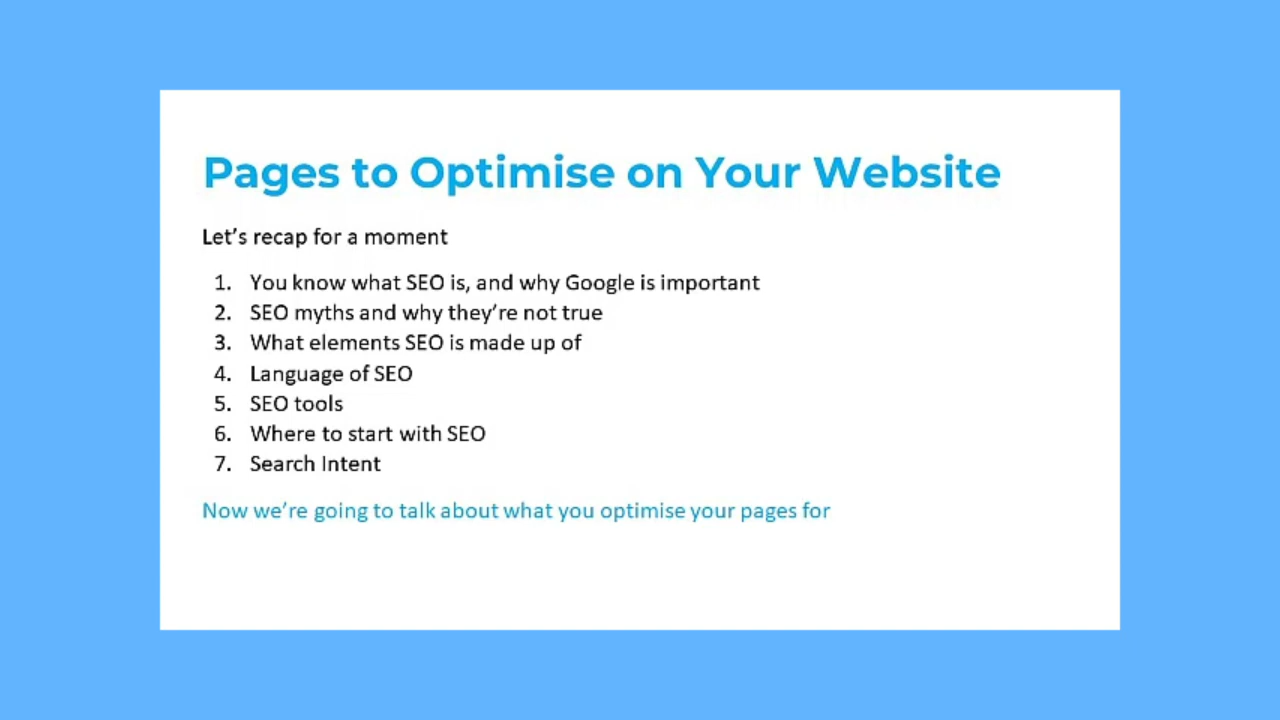 Pages to Optimise on Your Website
Let's recap for a moment
1. You know what SEO is, and why Google is important
2. SEO myths and why they're not true
3. What elements SEO is made up of
4. Language of SEO
5. SEO tools
6. Where to start with SEO
7. Search Intent
Now we're going to talk about what you optimise your pages for